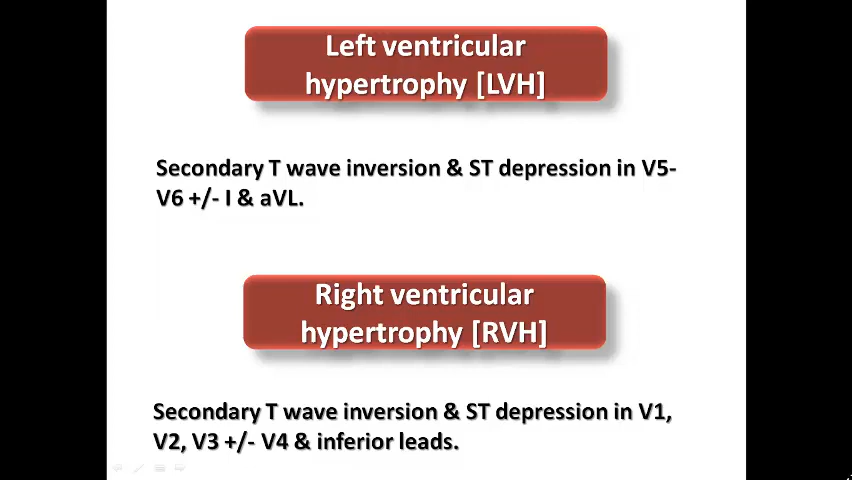 Left ventricular
hypertrophy [LVH]
Secondary T wave inversion & ST depression in V5-
V6 +/- I & aVL.
Right ventricular
hypertrophy [RVH]
Secondary T wave inversion & ST depression in V1,
V2, V3 +/- V4 & inferior leads.